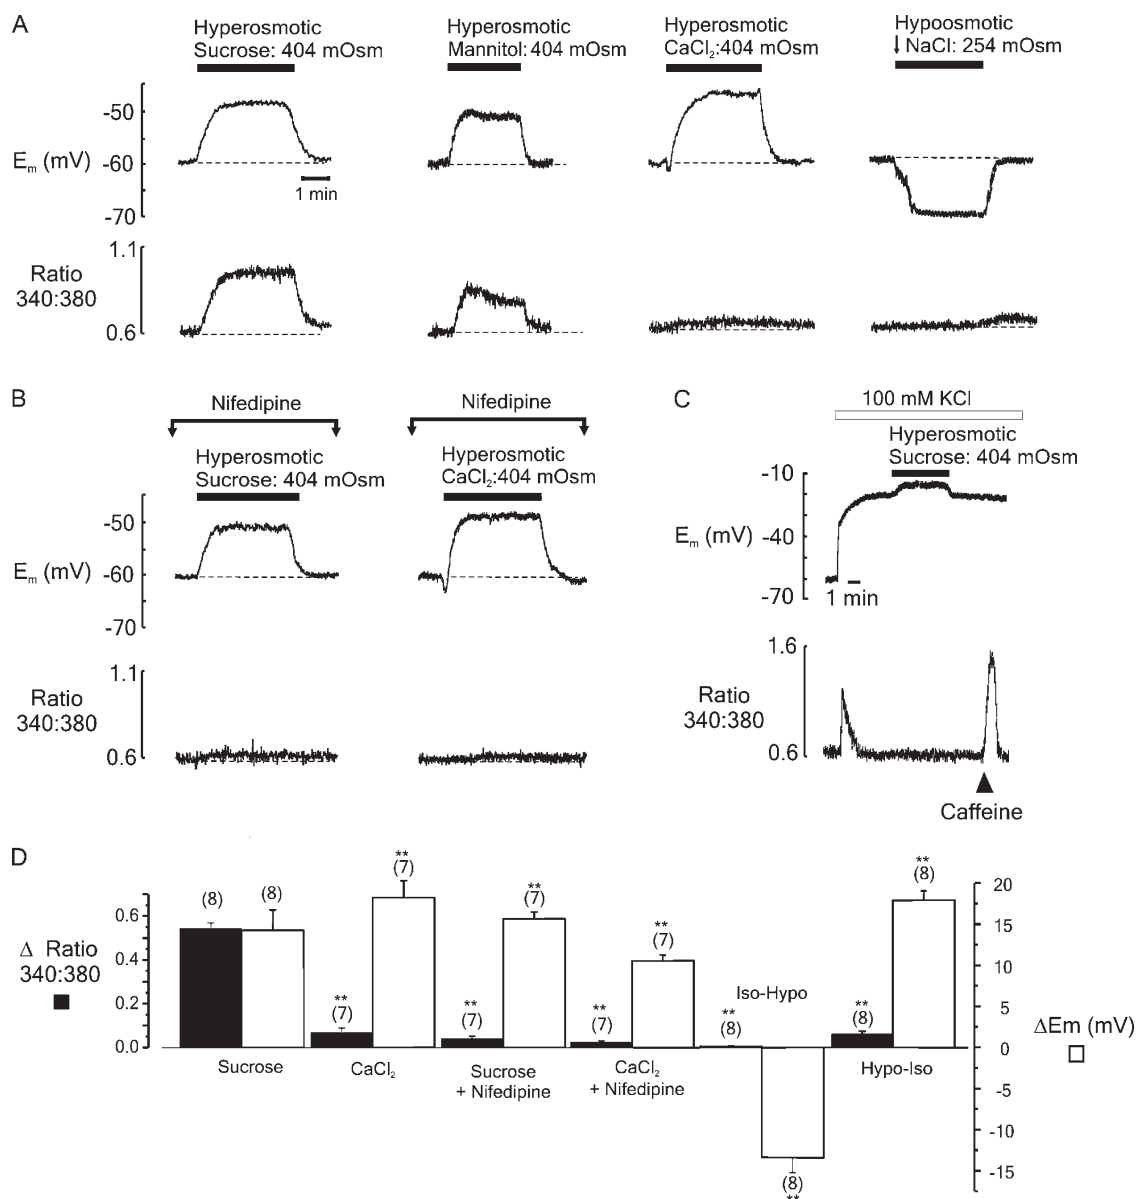 A
Hyperosmotic
Sucrose: 404 mOsm
Hyperosmotic
Mannitol: 404 mOsm
Hyperosmotic
CaCl2:404 mOsm
Hypoosmotic
↓ NaCl: 254 mOsm
-50
-60
-70
Em (mV)
1 min
1.1
0.6
Ratio
340:380
B
Nifedipine
Nifedipine
Hyperosmotic
Sucrose: 404 mOsm
Hyperosmotic
CaCl2:404 mOsm
-50
-60
-70
Em (mV)
1.1
0.6
Ratio
340:380
C
100 mM KCl
Hyperosmotic
Sucrose: 404 mOsm
-10
-40
-70
Em (mV)
1 min
1.6
0.6
Ratio
340:380
Caffeine
D
0.6
0.4
0.2
0.0
Δ Ratio
340:380
(8)
(8)
**
(7)
**
(7)
**
(7)
**
(7)
**
(7)
**
(7)
Iso-Hypo
**
(8)
(8)
**
**
(8)
**
(8)
Sucrose
CaCl2
Sucrose
+ Nifedipine
CaCl2
+ Nifedipine
Hypo-Iso
20
15
10
5
0
-5
-10
-15
ΔEm (mV)